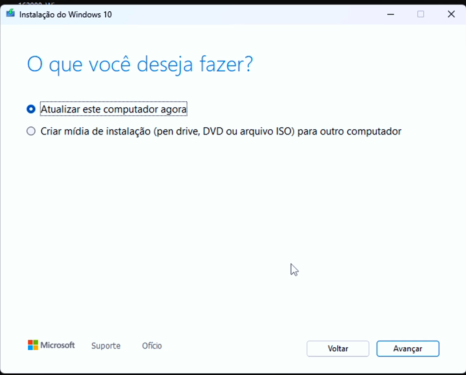 Instalação do Windows 10
O que você deseja fazer?
Atualizar este computador agora
Criar mídia de instalação (pen drive, DVD ou arquivo ISO) para outro computador
Microsoft Suporte Ofício Voltar Avançar